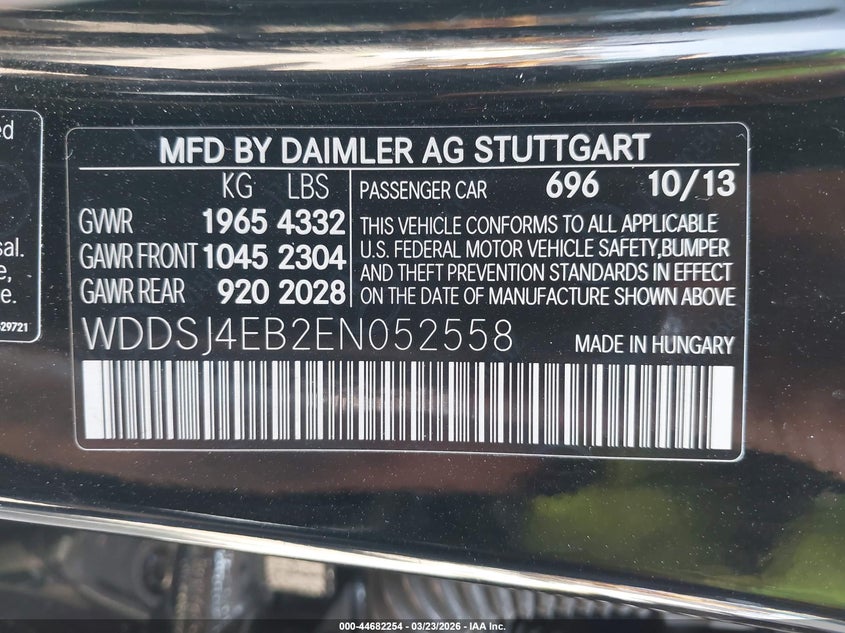 ed
sal.
e,
e.
29721
MFD BY DAIMLER AG STUTTGART
KG LBS
GVWR 1965 4332
GAWR FRONT 1045 2304
GAWR REAR 920 2028
PASSENGER CAR 696 10/13
THIS VEHICLE CONFORMS TO ALL APPLICABLE
U.S. FEDERAL MOTOR VEHICLE SAFETY,BUMPER
AND THEFT PREVENTION STANDARDS IN EFFECT
ON THE DATE OF MANUFACTURE SHOWN ABOVE
WDDSJ4EB2EN052558
MADE IN HUNGARY
000-44682254 - 03/23/2026 - IAA Inc.